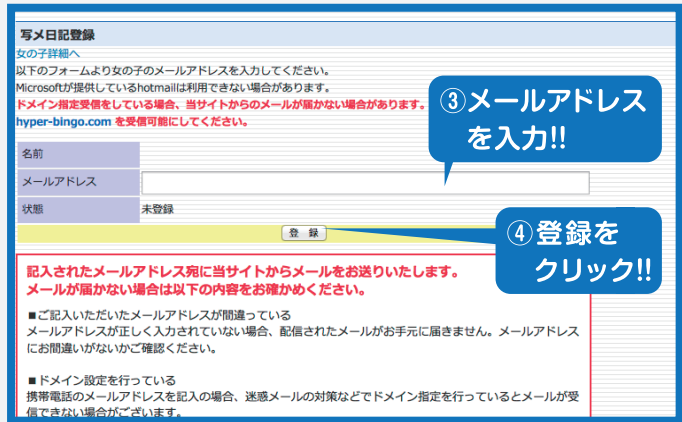 写メ日記登録
女の子詳細へ
以下のフォームより女の子のメールアドレスを入力してください。
Microsoftが提供しているhotmailは利用できない場合があります。
ドメイン指定受信をしている場合、当サイトからのメールが届かない場合があります。
hyper-bingo.com を受信可能にしてください。
③メールアドレス
を入力!!
名前
メールアドレス
状態 未登録
登 録
④登録を
クリック!!
記入されたメールアドレス宛に当サイトからメールをお送りいたします。
メールが届かない場合は以下の内容をお確かめください。
■ご記入いただいたメールアドレスが間違っている
メールアドレスが正しく入力されていない場合、配信されたメールがお手元に届きません。メールアドレス
にお間違いがないかご確認ください。
■ドメイン設定を行っている
携帯電話のメールアドレスを記入の場合、迷惑メールの対策などでドメイン指定を行っているとメールが受
信できない場合がございます。